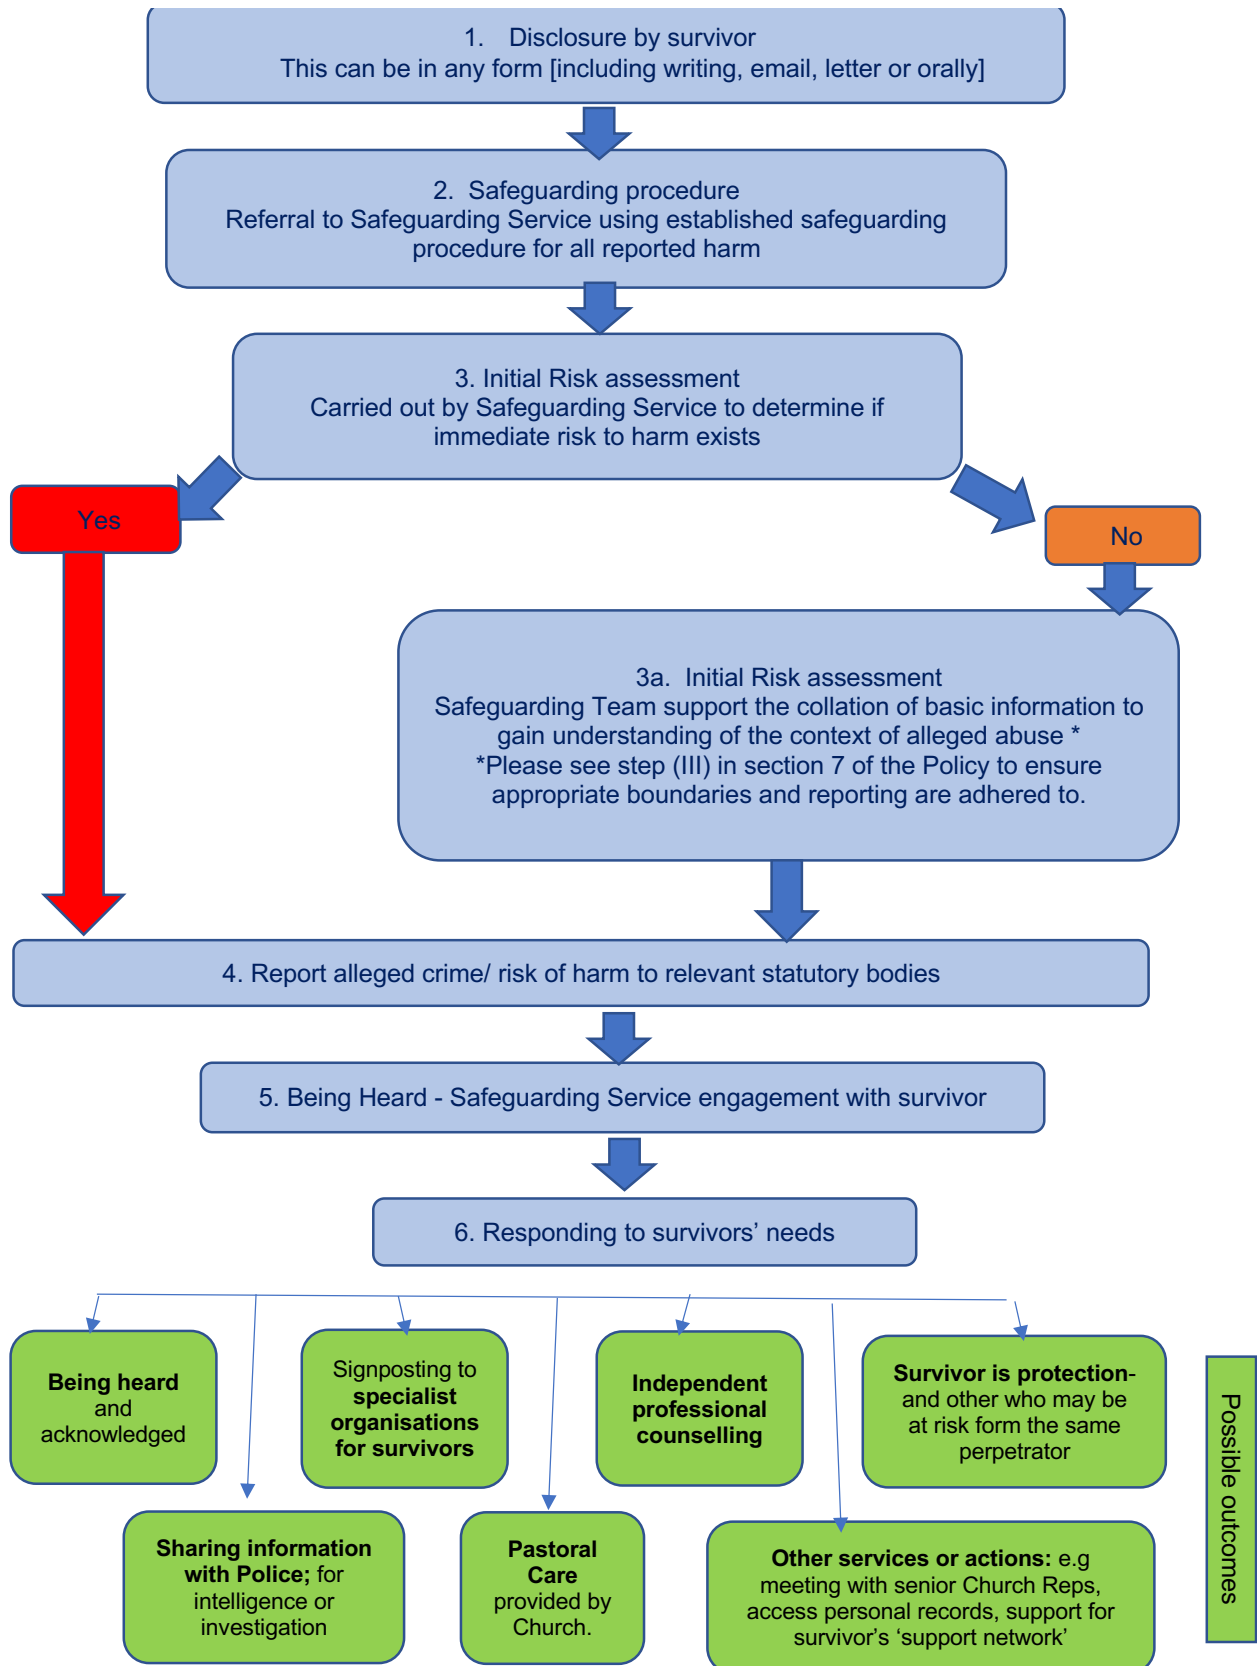 1. Disclosure by survivor
This can be in any form [including writing, email, letter or orally]
2. Safeguarding procedure
Referral to Safeguarding Service using established safeguarding
procedure for all reported harm
3. Initial Risk assessment
Carried out by Safeguarding Service to determine if
immediate risk to harm exists
Yes
No
3a. Initial Risk assessment
Safeguarding Team support the collation of basic information to
gain understanding of the context of alleged abuse *
*Please see step (III) in section 7 of the Policy to ensure
appropriate boundaries and reporting are adhered to.
4. Report alleged crime/ risk of harm to relevant statutory bodies
5. Being Heard - Safeguarding Service engagement with survivor
6. Responding to survivors’ needs
Being heard
and
acknowledged
Signposting to
specialist
organisations
for survivors
Independent
professional
counselling
Survivor is protection-
and other who may be
at risk form the same
perpetrator
Possible outcomes
Sharing information
with Police; for
intelligence or
investigation
Pastoral
Care
provided by
Church.
Other services or actions: e.g
meeting with senior Church Reps,
access personal records, support for
survivor’s ‘support network’